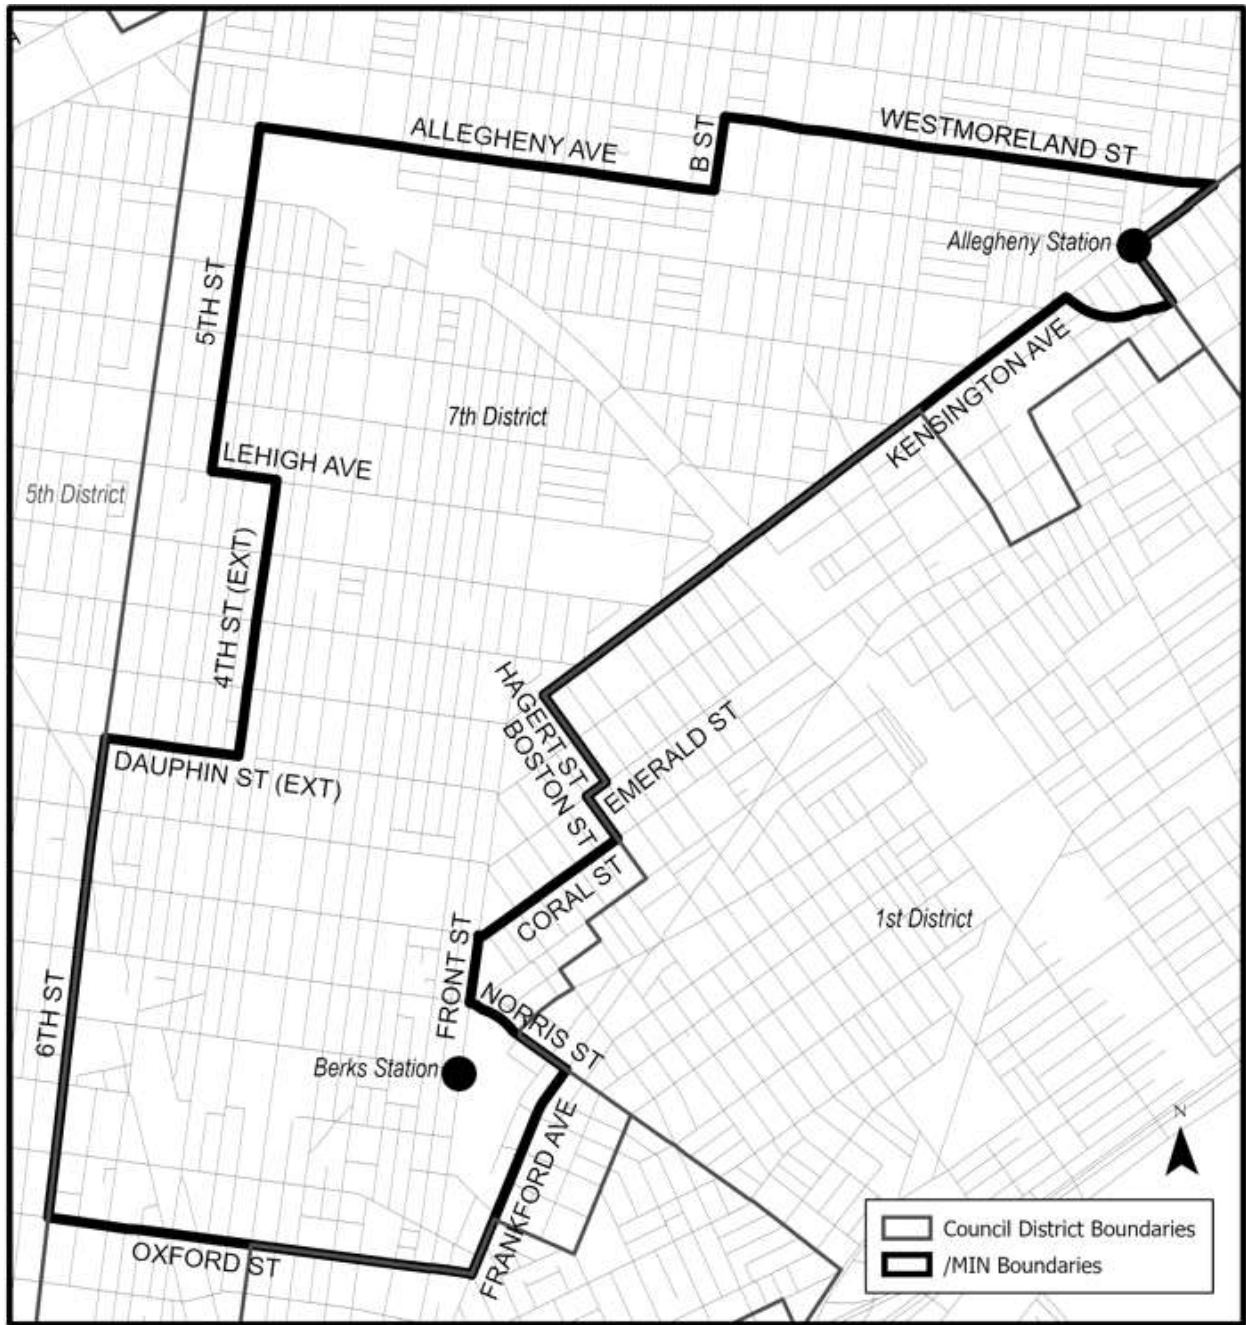 A
ALLEGHENY AVE
B ST
WESTMORELAND ST
Allegheny Station
5TH ST
KENSINGTON AVE
7th District
LEHIGH AVE
5th District
4TH ST (EXT)
HAGERT ST
BOSTON ST
EMERALD ST
DAUPHIN ST (EXT)
CORAL ST
1st District
FRONT ST
NORRIS ST
6TH ST
Berks Station
FRANKFORD AVE
OXFORD ST
N
Council District Boundaries
/MIN Boundaries